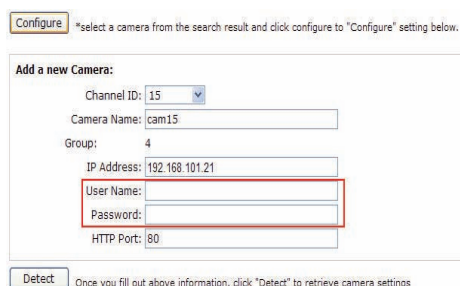 Configure *select a camera from the search result and click configure to "Configure" setting below.
Add a new Camera:
Channel ID: 15
Camera Name: cam15
Group: 4
IP Address: 192.168.101.21
User Name:
Password:
HTTP Port: 80
Detect Once you fill out above information, click "Detect" to retrieve camera settings